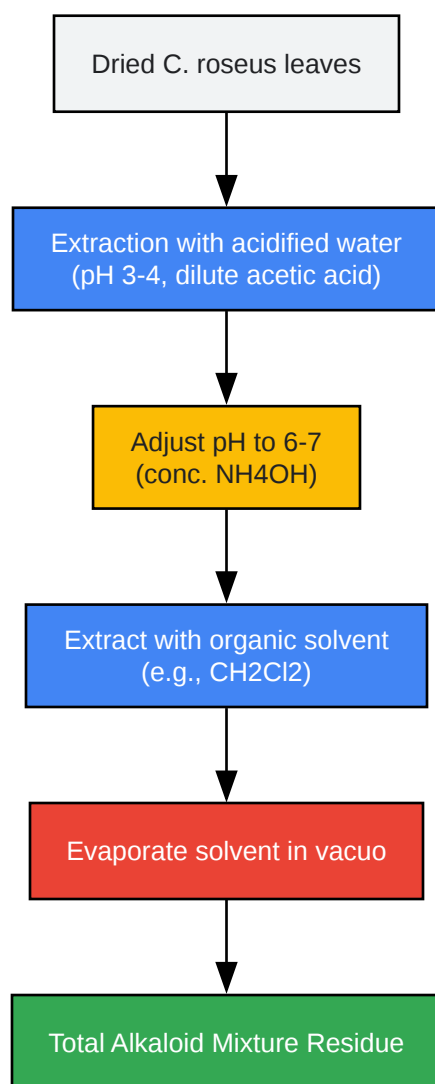 Dried C. roseus leaves
Extraction with acidified water
(pH 3-4, dilute acetic acid)
Adjust pH to 6-7
(conc. NH4OH)
Extract with organic solvent
(e.g., CH2Cl2)
Evaporate solvent in vacuo
Total Alkaloid Mixture Residue